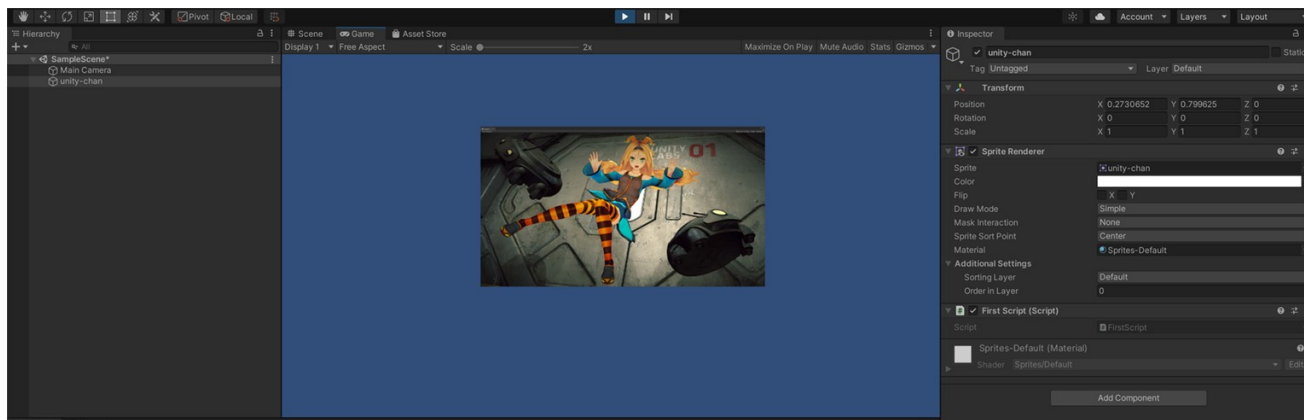 Pivot Local Account Layers Layout
Hierarchy
All
SampleScene*
Main Camera
unity-chan
Scene Game Asset Store
Display 1 Free Aspect Scale 2x Maximize On Play Mute Audio Stats Gizmos
UNITY
LABS 01
Inspector
unity-chan Static
Tag Untagged Layer Default
Transform
Position X 0.2730652 Y 0.799625 Z 0
Rotation X 0 Y 0 Z 0
Scale X 1 Y 1 Z 1
Sprite Renderer
Sprite unity-chan
Color
Flip X Y
Draw Mode Simple
Mask Interaction None
Sprite Sort Point Center
Material Sprites-Default
Additional Settings
Sorting Layer Default
Order in Layer 0
First Script (Script)
Script FirstScript
Sprites-Default (Material)
Shader Sprites/Default Edit
Add Component